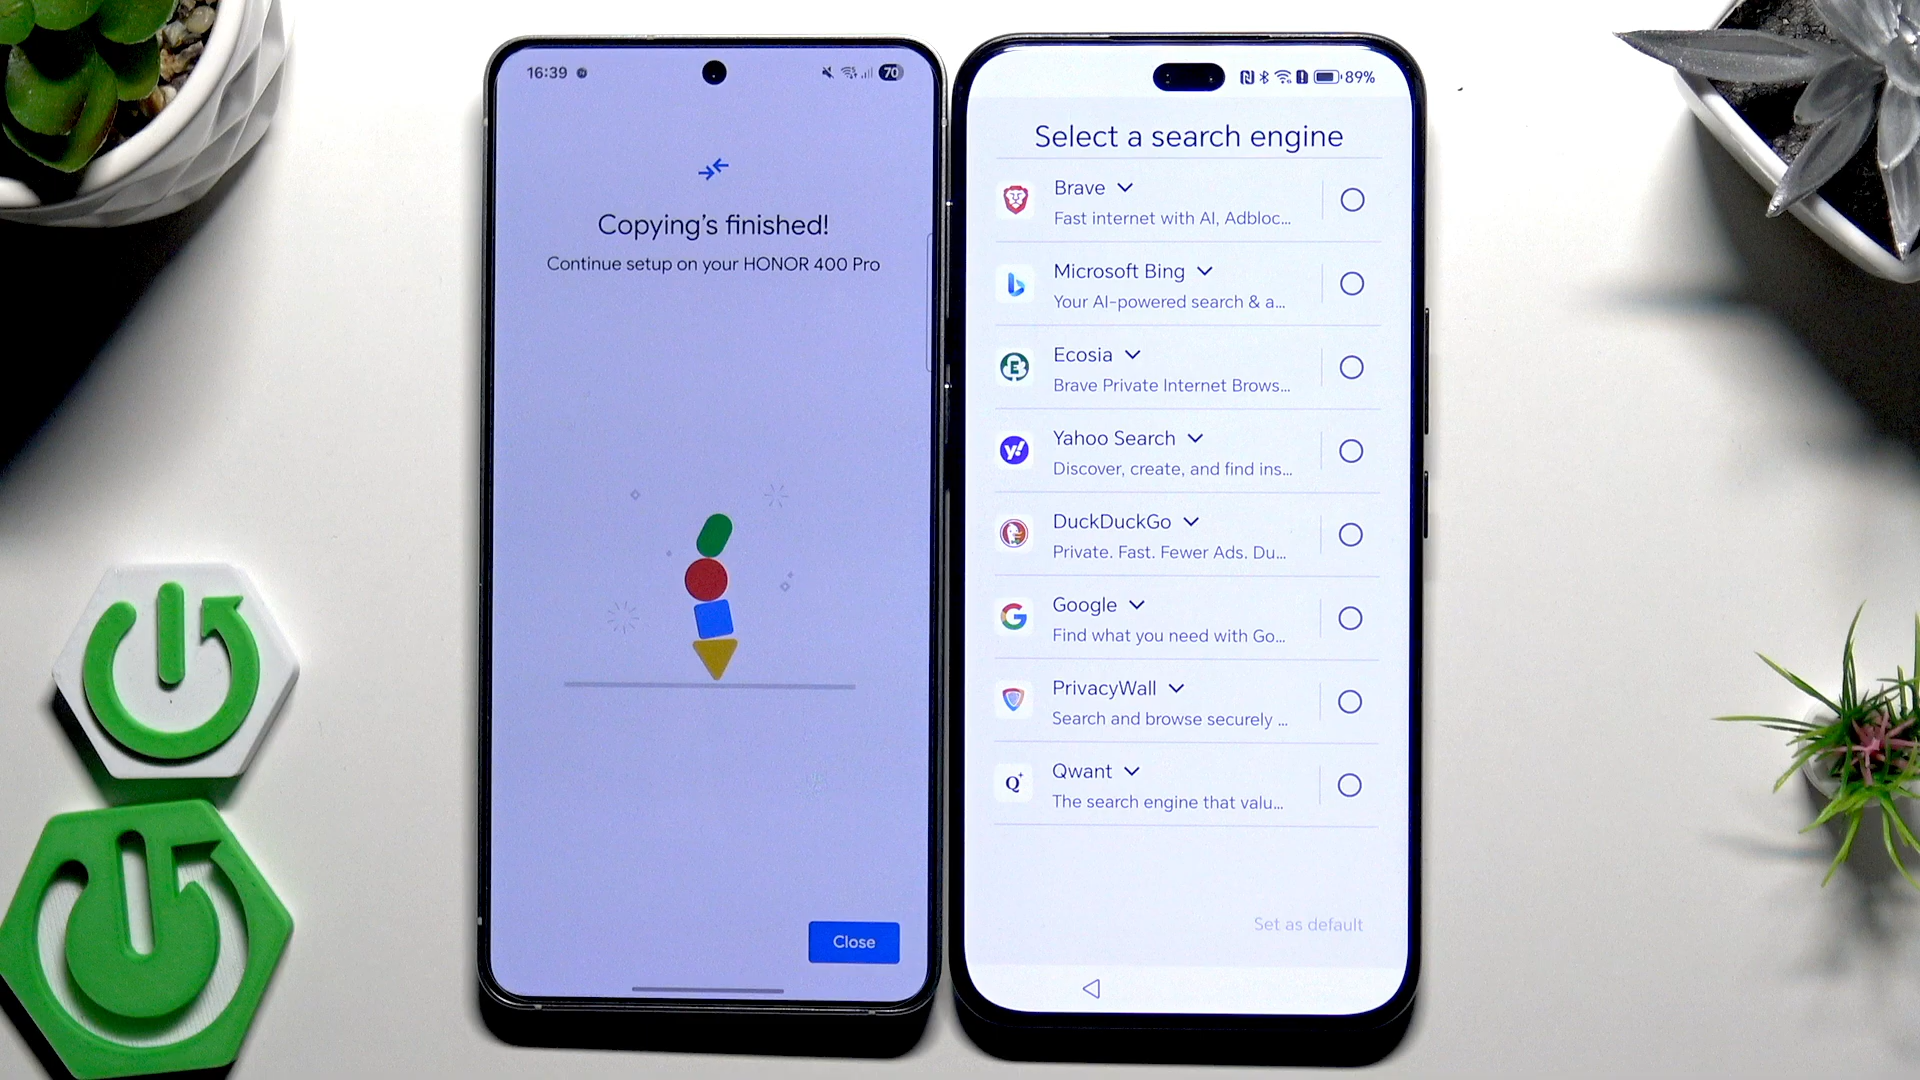 16:39
70
Copying's finished!
Continue setup on your HONOR 400 Pro
Close
89%
Select a search engine
Brave
Fast internet with AI, Adbloc...
Microsoft Bing
Your AI-powered search & a...
Ecosia
Brave Private Internet Brows...
Yahoo Search
Discover, create, and find ins...
DuckDuckGo
Private. Fast. Fewer Ads. Du...
Google
Find what you need with Go...
PrivacyWall
Search and browse securely ...
Qwant
The search engine that valu...
Set as default